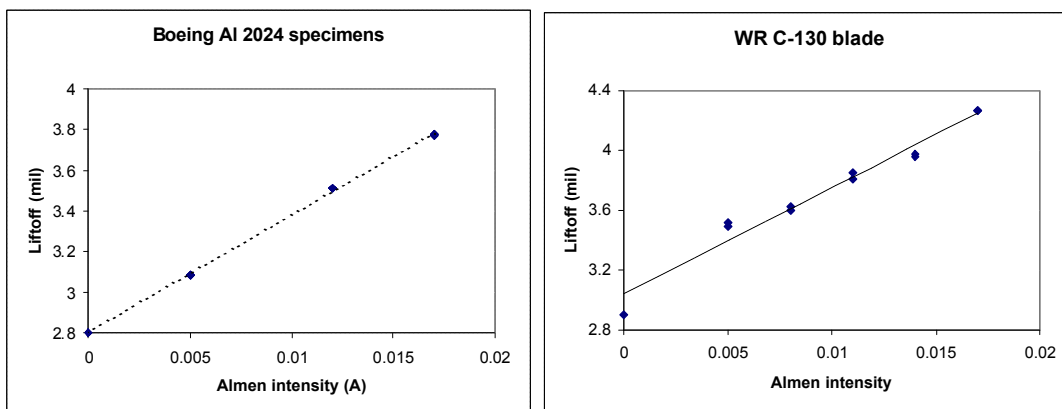 Boeing Al 2024 specimens
4
3.8
3.6
3.4
3.2
3
2.8
Liftoff (mil)
0 0.005 0.01 0.015 0.02
Almen intensity (A)
WR C-130 blade
4.4
4
3.6
3.2
2.8
Liftoff (mil)
0 0.005 0.01 0.015 0.02
Almen intensity